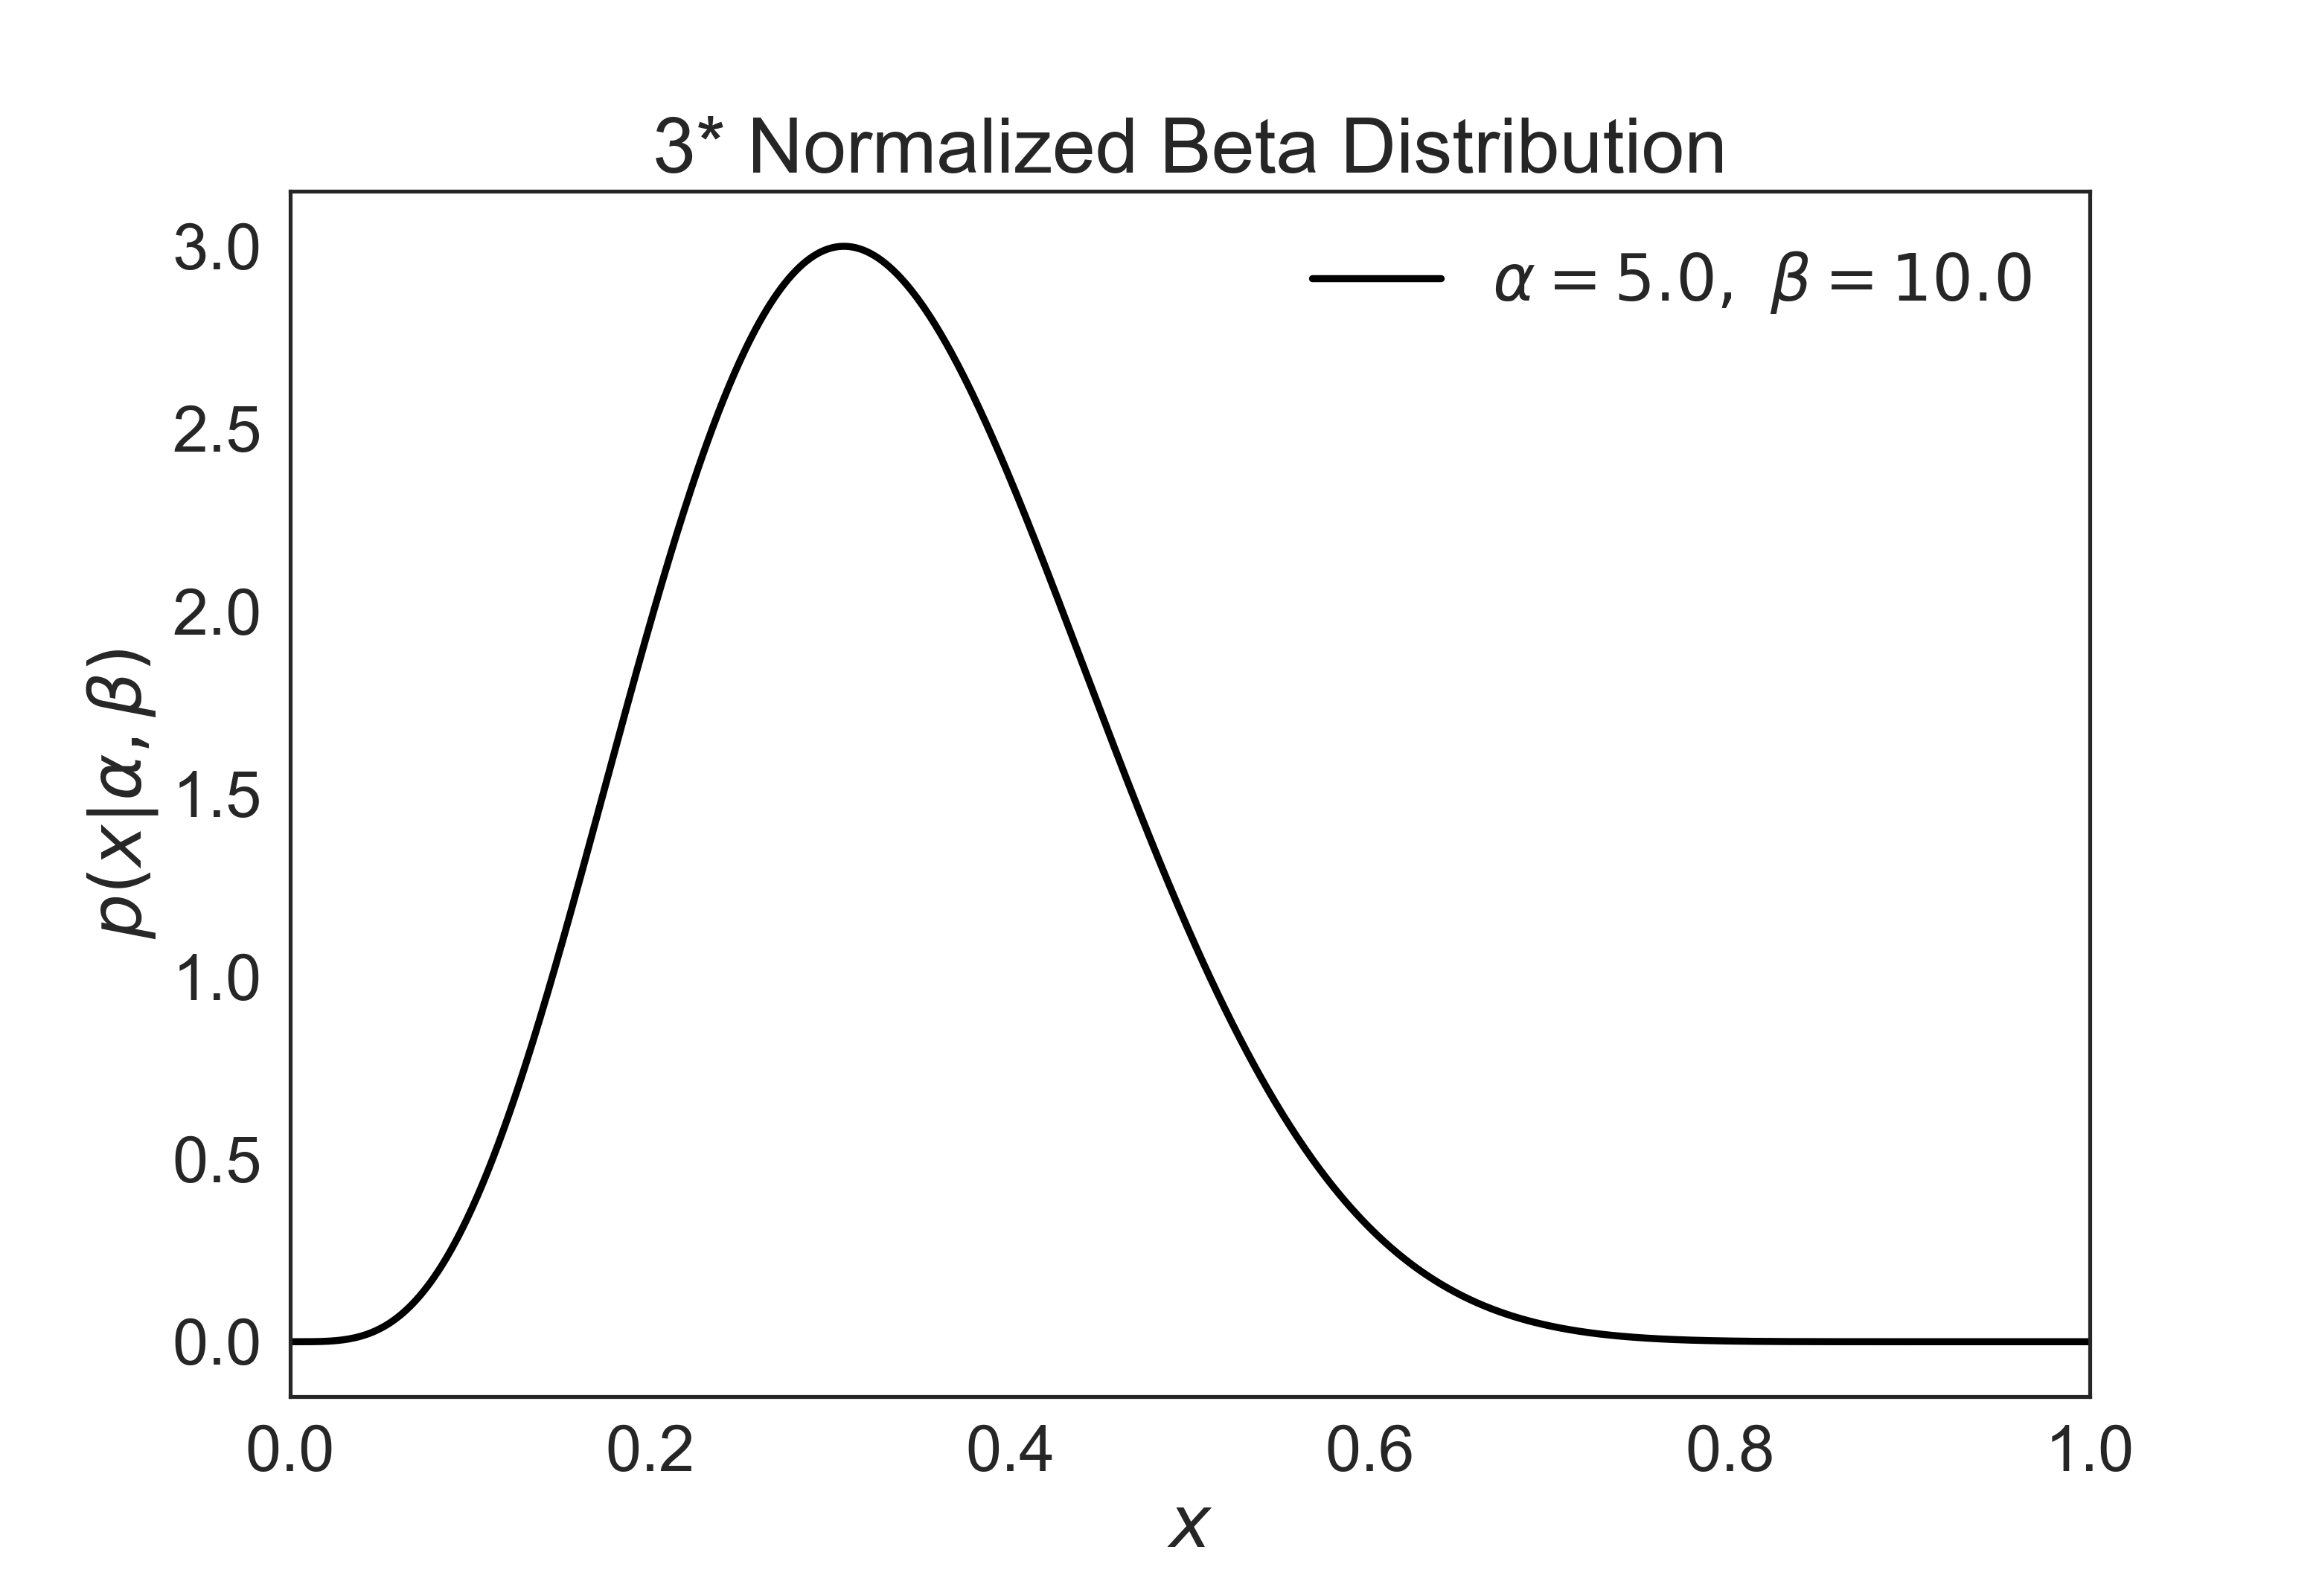 3* Normalized Beta Distribution
α = 5.0, β = 10.0
3.0
2.5
2.0
1.5
1.0
0.5
0.0
p(x|α, β)
0.0 0.2 0.4 0.6 0.8 1.0
x